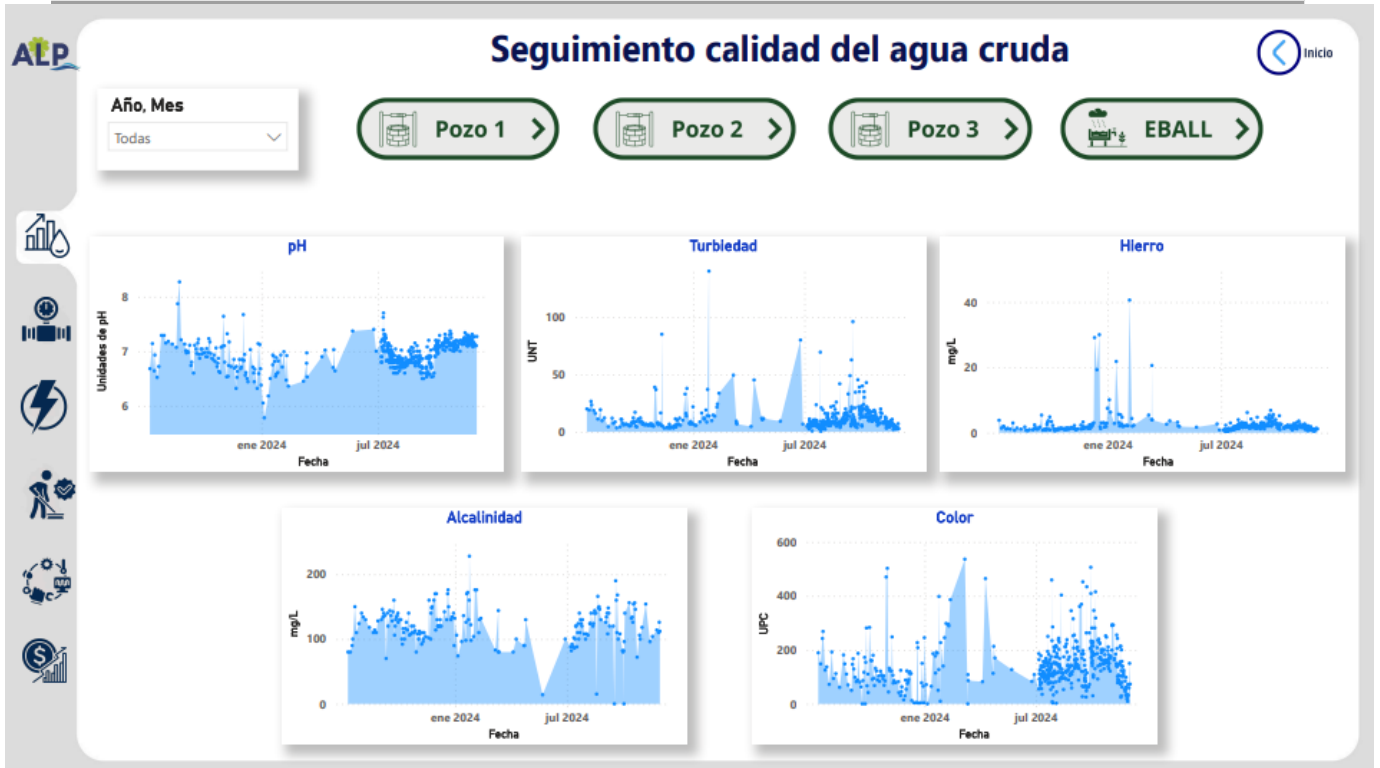 ALP
Seguimiento calidad del agua cruda
Inicio
Año, Mes
Todas
Pozo 1
Pozo 2
Pozo 3
EBALL
pH
Unidades de pH
8
7
6
ene 2024
jul 2024
Fecha
Turbiedad
UNT
100
50
0
ene 2024
jul 2024
Fecha
Hierro
mg/L
40
20
0
ene 2024
jul 2024
Fecha
Alcalinidad
mg/L
200
100
0
ene 2024
jul 2024
Fecha
Color
UPC
600
400
200
0
ene 2024
jul 2024
Fecha